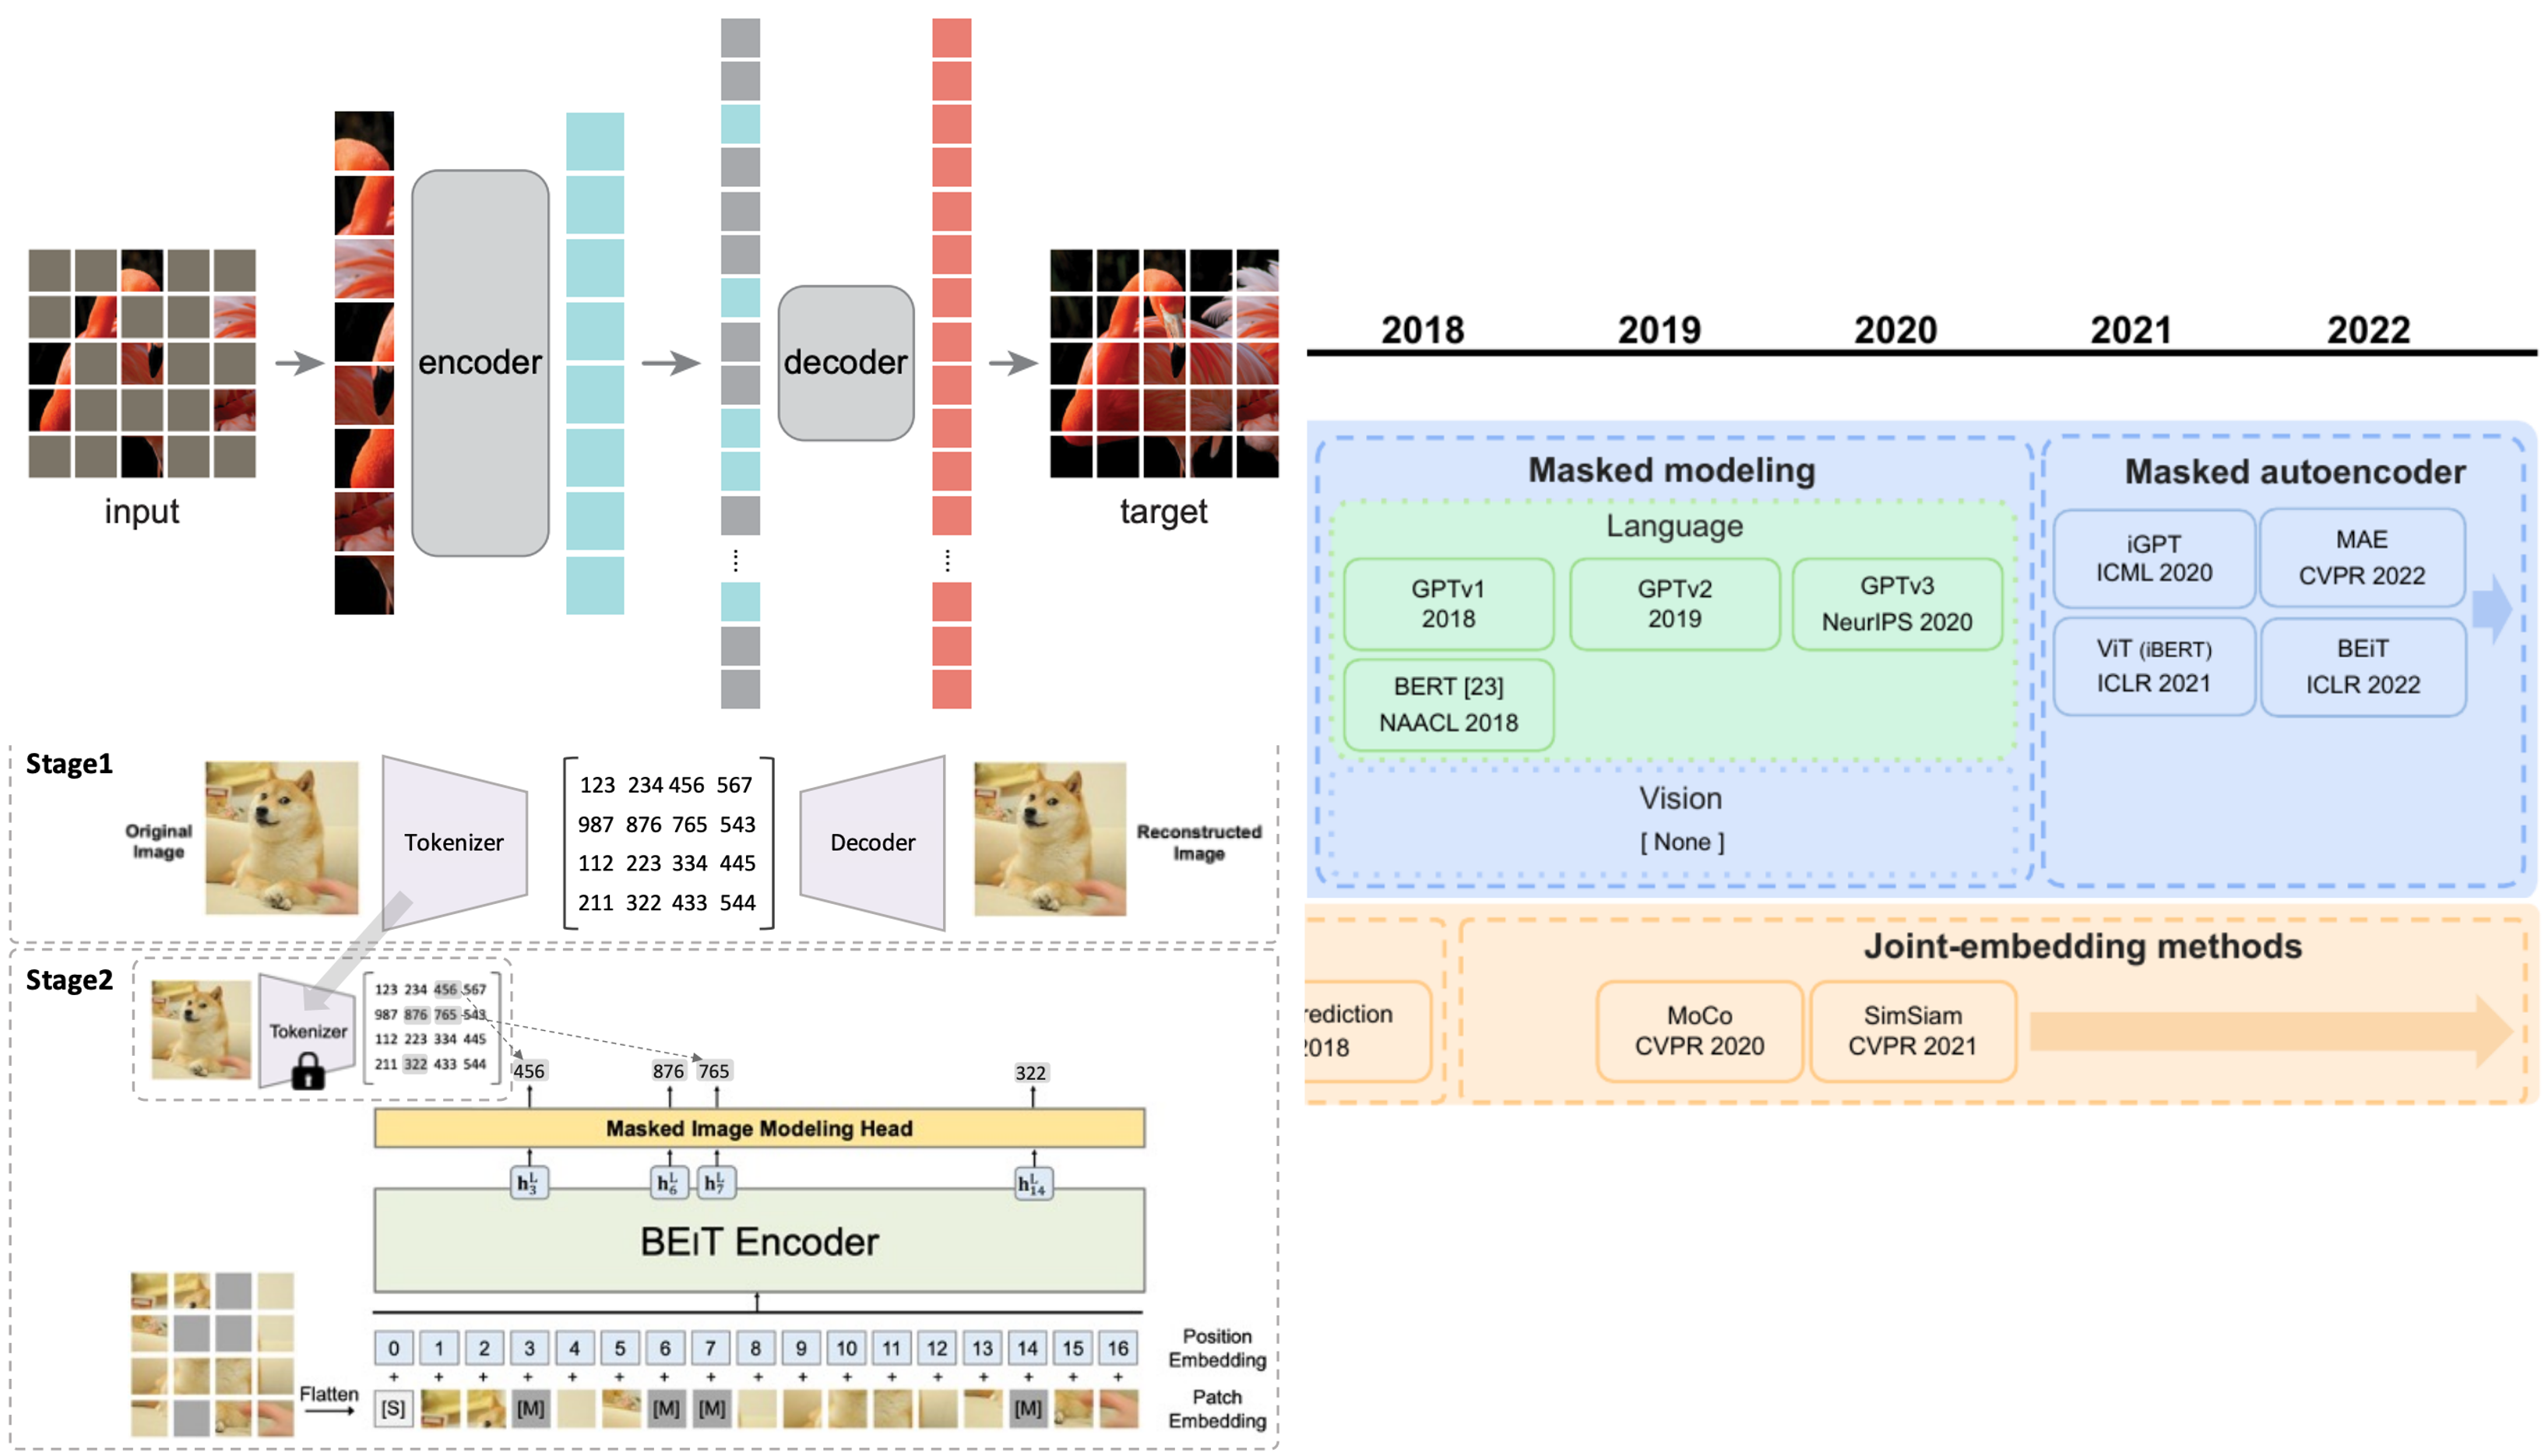 encoder
decoder
input
target
Stage1
Original
Image
Tokenizer
123 234 456 567
987 876 765 543
112 223 334 445
211 322 433 544
Decoder
Reconstructed
Image
Stage2
Tokenizer
123 234 456 567
987 876 765 543
112 223 334 445
211 322 433 544
456 876 765 322
Masked Image Modeling Head
h₃ᴸ h₆ᴸ h₇ᴸ h₁₄ᴸ
BEiT Encoder
0 1 2 3 4 5 6 7 8 9 10 11 12 13 14 15 16
Position
Embedding
+ + + + + + + + + + + + + + + + +
Flatten
[S] [M] [M] [M] [M]
Patch
Embedding
2018 2019 2020 2021 2022
Masked modeling
Language
GPTv1
2018
GPTv2
2019
GPTv3
NeurIPS 2020
BERT [23]
NAACL 2018
Vision
[ None ]
Masked autoencoder
iGPT
ICML 2020
MAE
CVPR 2022
ViT (iBERT)
ICLR 2021
BEiT
ICLR 2022
Joint-embedding methods
rediction
2018
MoCo
CVPR 2020
SimSiam
CVPR 2021